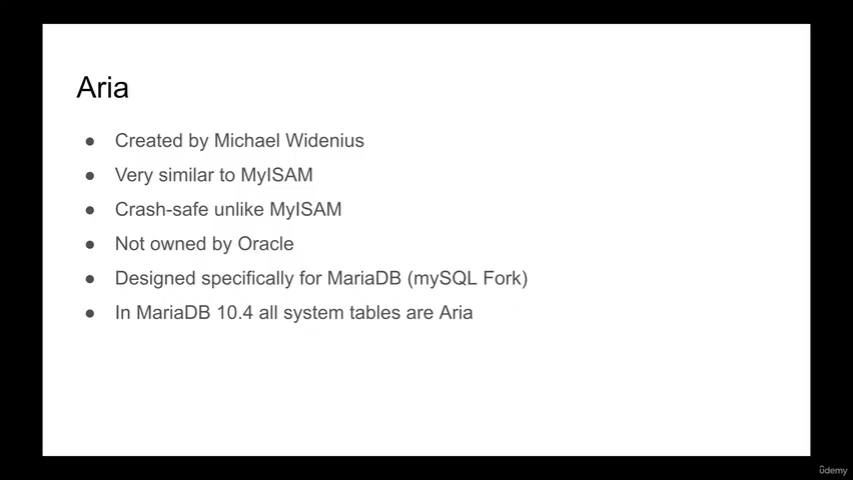 Aria
● Created by Michael Widenius
● Very similar to MyISAM
● Crash-safe unlike MyISAM
● Not owned by Oracle
● Designed specifically for MariaDB (mySQL Fork)
● In MariaDB 10.4 all system tables are Aria
ûdemy